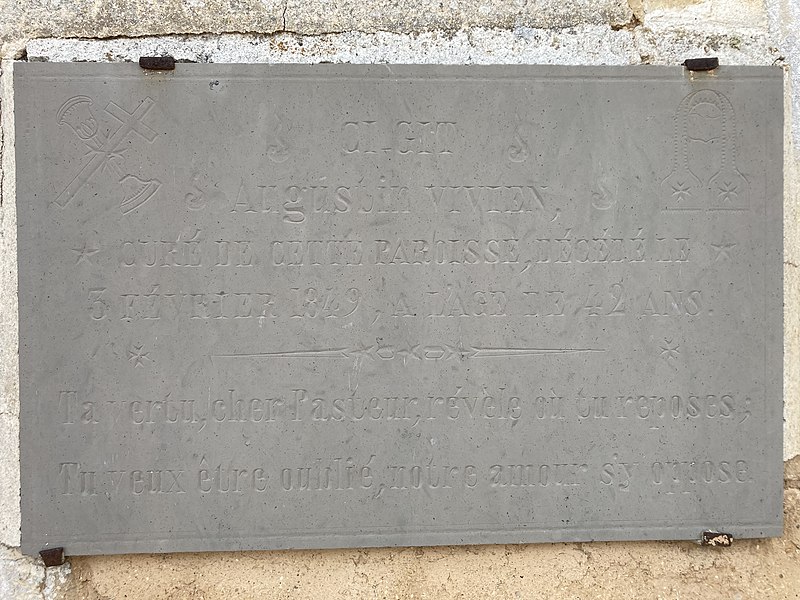 CI-GIT
Augustin VIVIEN,
CURÉ DE CETTE PAROISSE, DÉCÉDÉ LE
3 FÉVRIER 1849, A L'AGE DE 42 ANS.
Ta vertu, cher Pasteur, révèle où tu reposes;
Tu veux être oublié, notre amour s'y oppose